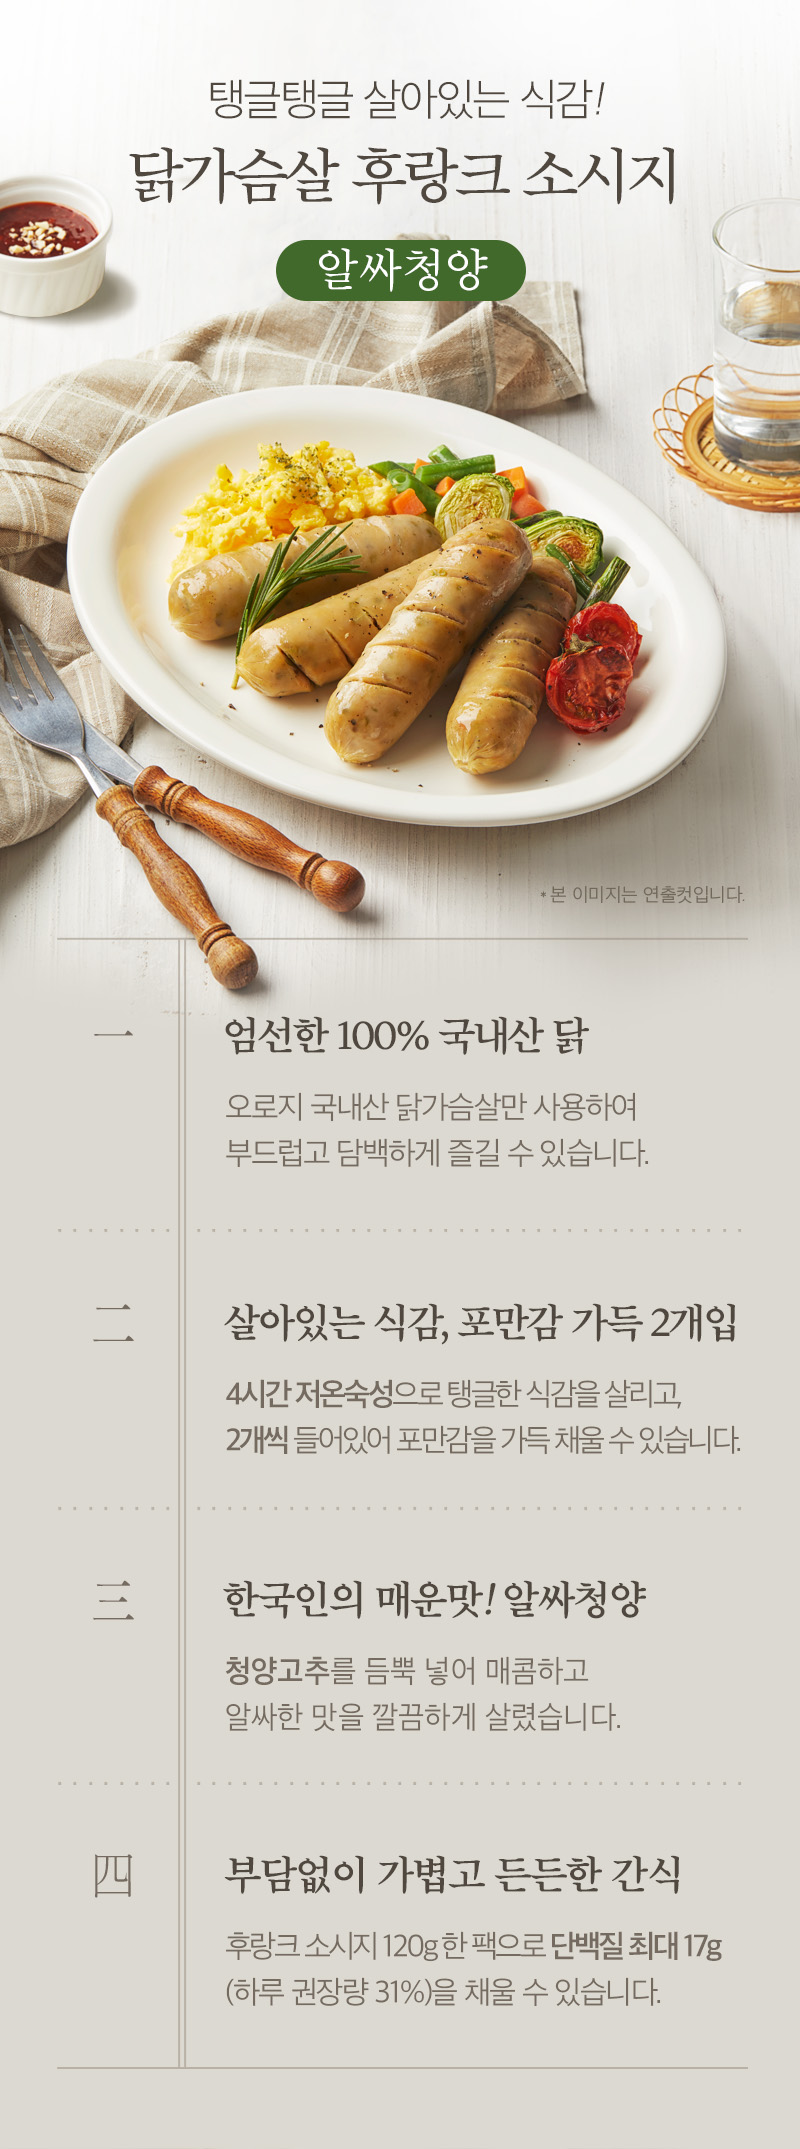 탱글탱글 살아있는 식감!
닭가슴살 후랑크 소시지
알싸청양
*본 이미지는 연출컷입니다.
一
엄선한 100% 국내산 닭
오로지 국내산 닭가슴살만 사용하여
부드럽고 담백하게 즐길 수 있습니다.
二
살아있는 식감, 포만감 가득 2개입
4시간 저온숙성으로 탱글한 식감을 살리고,
2개씩 들어있어 포만감을 가득 채울 수 있습니다.
三
한국인의 매운맛! 알싸청양
청양고추를 듬뿍 넣어 매콤하고
알싸한 맛을 깔끔하게 살렸습니다.
四
부담없이 가볍고 든든한 간식
후랑크 소시지 120g 한 팩으로 단백질 최대 17g
(하루 권장량 31%)을 채울 수 있습니다.